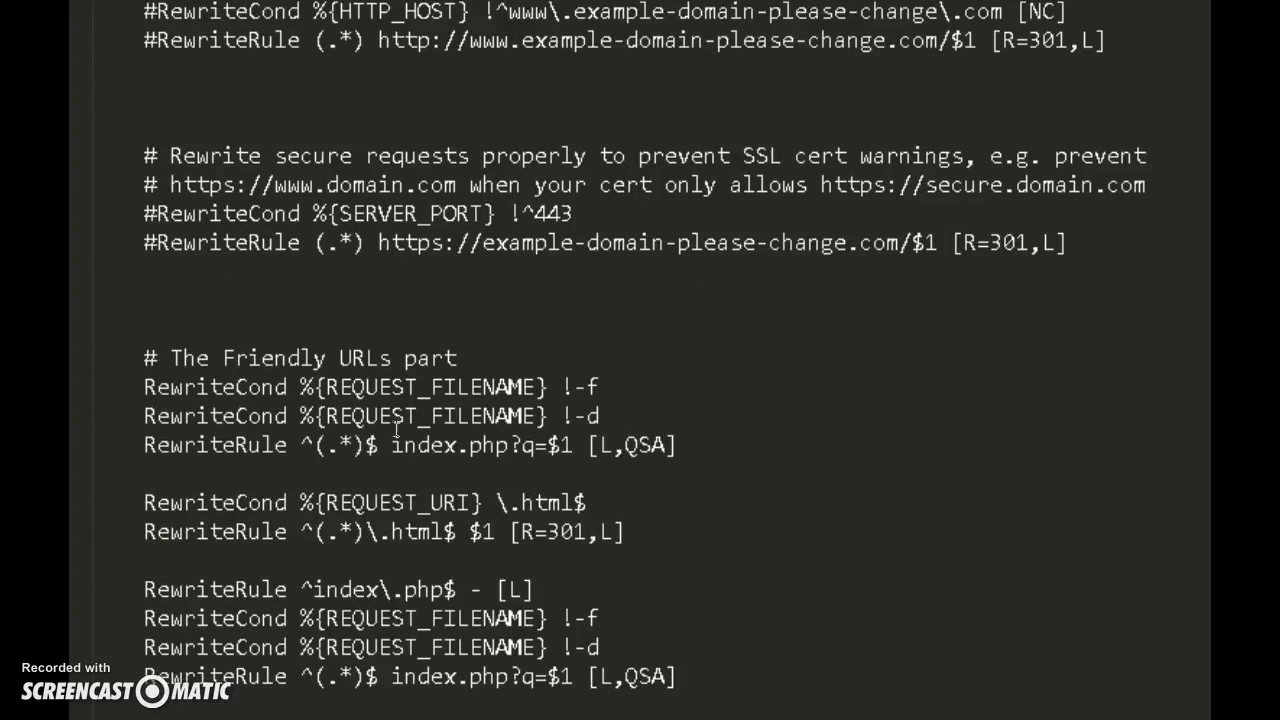 #RewriteCond %{HTTP_HOST} !^www\.example-domain-please-change\.com [NC]
#RewriteRule (.*) http://www.example-domain-please-change.com/$1 [R=301,L]
# Rewrite secure requests properly to prevent SSL cert warnings, e.g. prevent
# https://www.domain.com when your cert only allows https://secure.domain.com
#RewriteCond %{SERVER_PORT} !^443
#RewriteRule (.*) https://example-domain-please-change.com/$1 [R=301,L]
# The Friendly URLs part
RewriteCond %{REQUEST_FILENAME} !-f
RewriteCond %{REQUEST_FILENAME} !-d
RewriteRule ^(.*)$ index.php?q=$1 [L,QSA]
RewriteCond %{REQUEST_URI} \.html$
RewriteRule ^(.*)\.html$ $1 [R=301,L]
RewriteRule ^index\.php$ - [L]
RewriteCond %{REQUEST_FILENAME} !-f
RewriteCond %{REQUEST_FILENAME} !-d
RewriteRule ^(.*)$ index.php?q=$1 [L,QSA]
Recorded with
SCREENCAST-O-MATIC